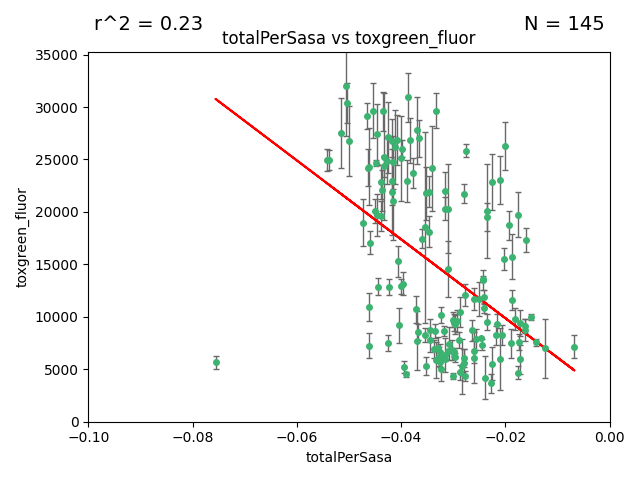 r^2 = 0.23
N = 145
totalPerSasa vs toxgreen_fluor
35000
30000
25000
20000
15000
10000
5000
0
toxgreen_fluor
−0.10
−0.08
−0.06
−0.04
−0.02
0.00
totalPerSasa